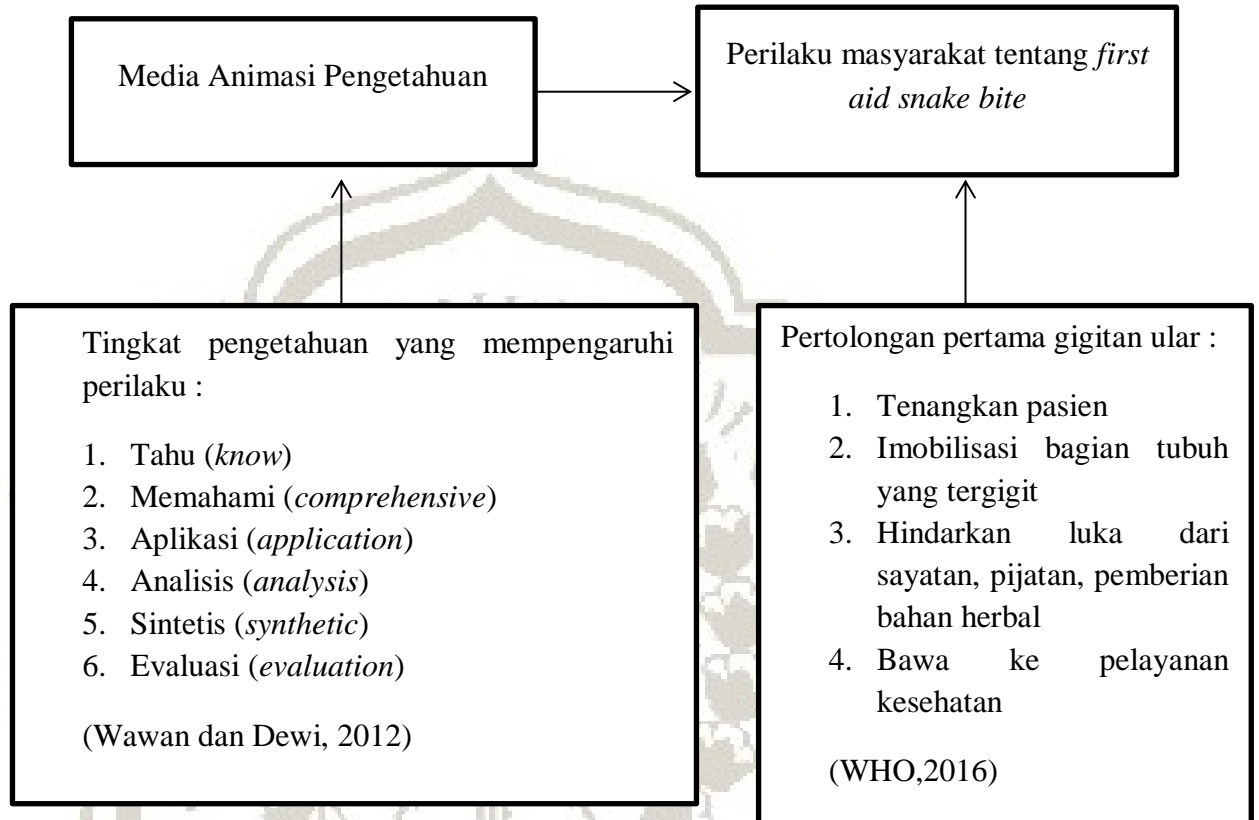 Media Animasi Pengetahuan
Perilaku masyarakat tentang first
aid snake bite
Tingkat pengetahuan yang mempengaruhi
perilaku :
1. Tahu (know)
2. Memahami (comprehensive)
3. Aplikasi (application)
4. Analisis (analysis)
5. Sintetis (synthetic)
6. Evaluasi (evaluation)
(Wawan dan Dewi, 2012)
Pertolongan pertama gigitan ular :
1. Tenangkan pasien
2. Imobilisasi bagian tubuh
yang tergigit
3. Hindarkan luka dari
sayatan, pijatan, pemberian
bahan herbal
4. Bawa ke pelayanan
kesehatan
(WHO,2016)